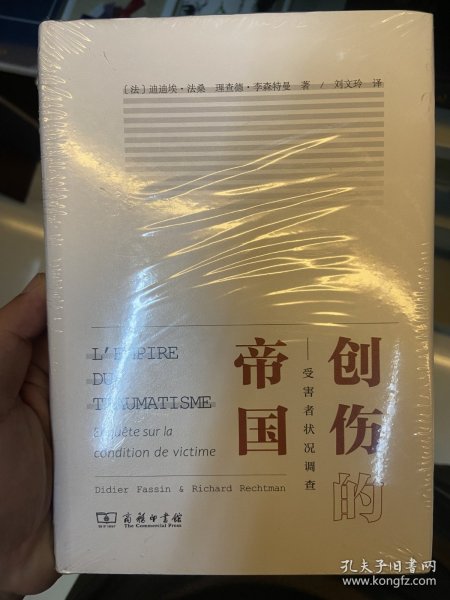 〔法〕迪迪埃·法桑 理查德·李森特曼 著 / 刘文玲 译
创伤的
帝国
——受害者状况调查
L'EMPIRE
DU
TRAUMATISME
Enquête sur la
condition de victime
Didier Fassin & Richard Rechtman
商务印书馆
The Commercial Press
孔夫子旧书网
www.kongfz.com